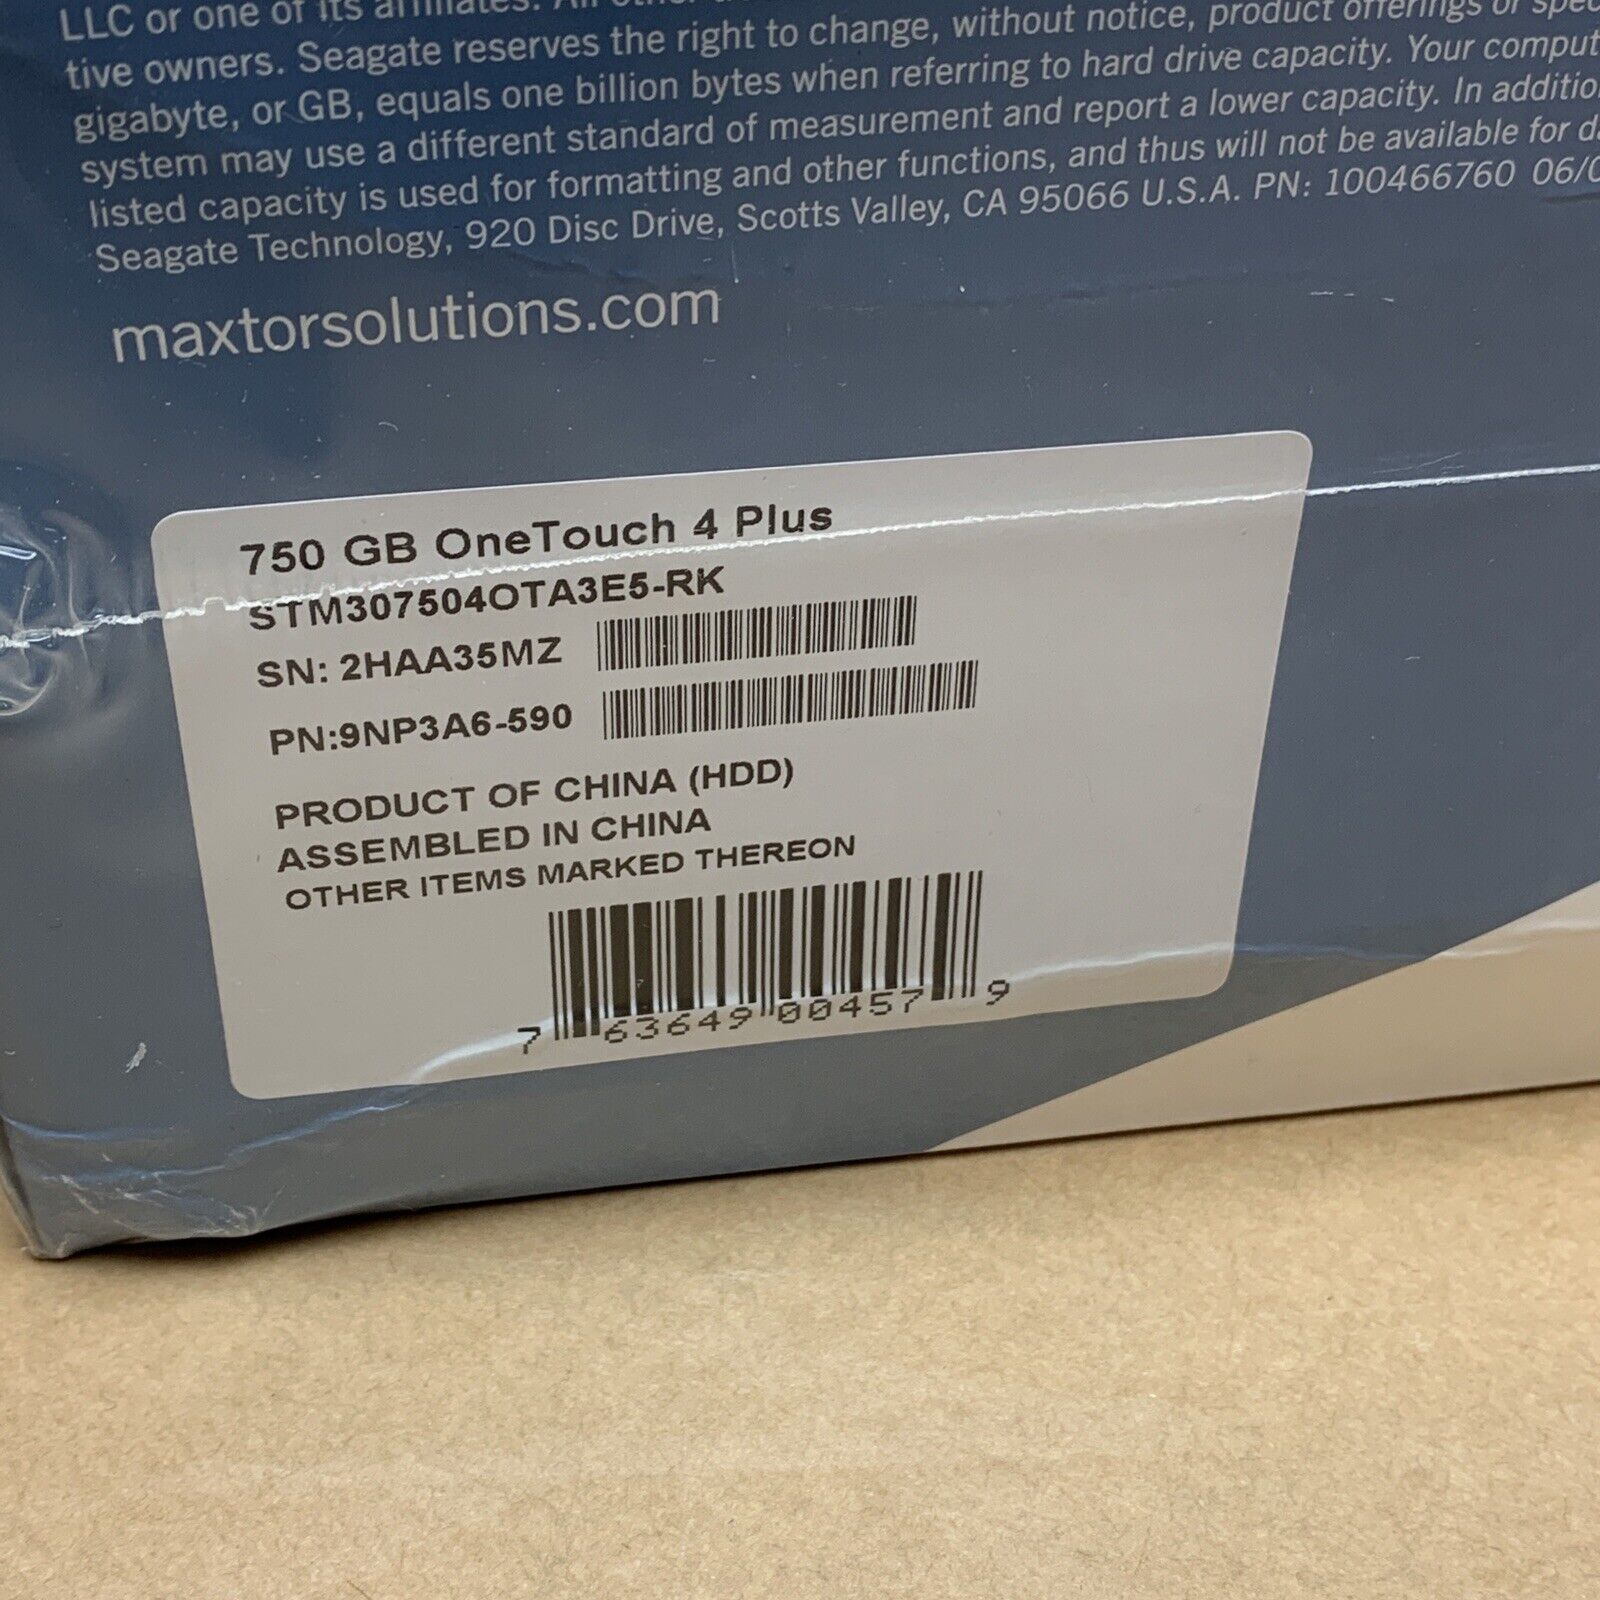 LLC or one of its affiliates. All other
tive owners. Seagate reserves the right to change, without notice, product offerings or
gigabyte, or GB, equals one billion bytes when referring to hard drive capacity. Your
system may use a different standard of measurement and report a lower capacity. In
listed capacity is used for formatting and other functions, and thus will not be available for
Seagate Technology, 920 Disc Drive, Scotts Valley, CA 95066 U.S.A. PN: 100466760
maxtorsolutions.com
750 GB OneTouch 4 Plus
STM307504OTA3E5-RK
SN: 2HAA35MZ
PN:9NP3A6-590
PRODUCT OF CHINA (HDD)
ASSEMBLED IN CHINA
OTHER ITEMS MARKED THEREON
7 63649 00457 9